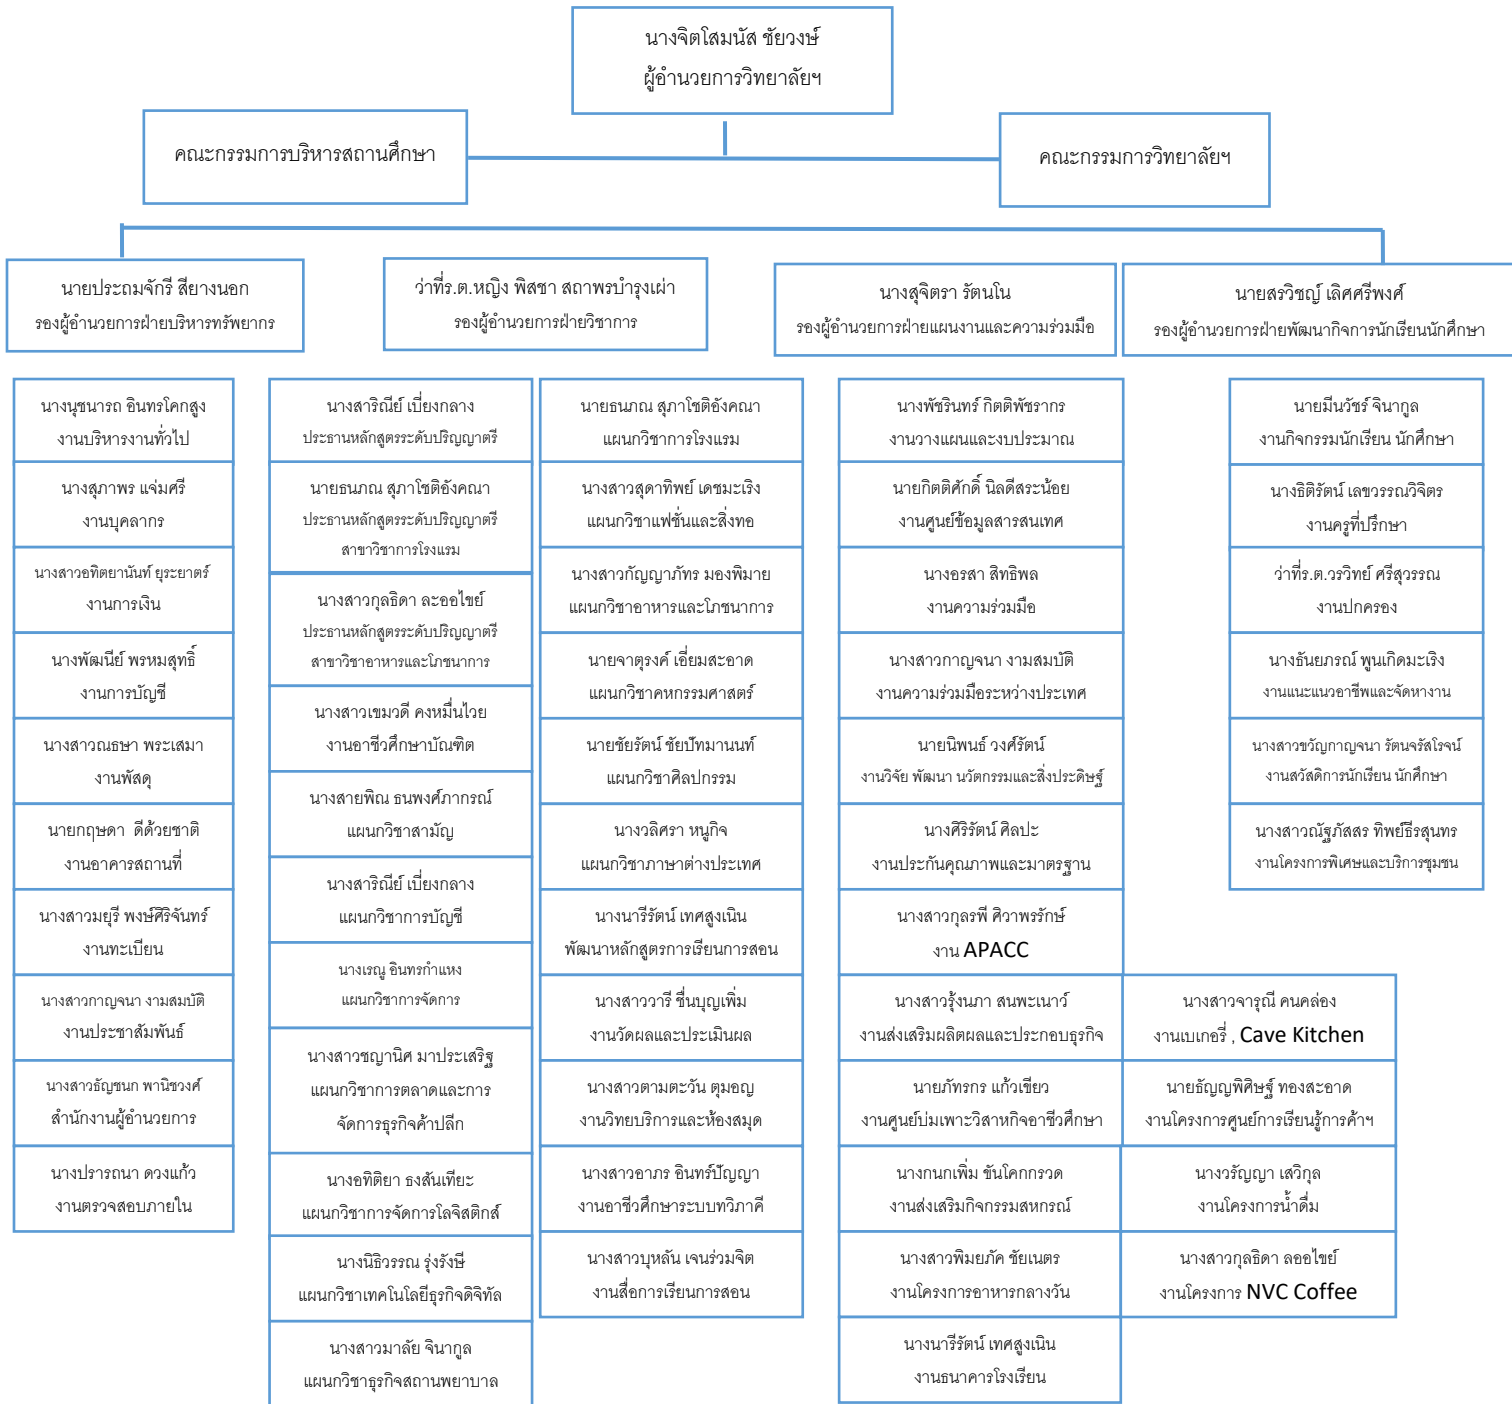 นางจิตโสมนัส ชัยวงษ์
ผู้อำนวยการวิทยาลัยฯ
คณะกรรมการบริหารสถานศึกษา
คณะกรรมการวิทยาลัยฯ
นายประถมจักรี สียางนอก
รองผู้อำนวยการฝ่ายบริหารทรัพยากร
ว่าที่ร.ต.หญิง พิสชา สถาพรบำรุงเผ่า
รองผู้อำนวยการฝ่ายวิชาการ
นางสุจิตรา รัตนโน
รองผู้อำนวยการฝ่ายแผนงานและความร่วมมือ
นายสรวิชญ์ เลิศศรีพงศ์
รองผู้อำนวยการฝ่ายพัฒนากิจการนักเรียนนักศึกษา
นางนุชนารถ อินทรโคกสูง
งานบริหารงานทั่วไป
นางสุภาพร แจ่มศรี
งานบุคลากร
นางสาวอทิตยานันท์ ยุระยาตร์
งานการเงิน
นางพัฒนีย์ พรหมสุทธิ์
งานการบัญชี
นางสาวณธษา พระเสมา
งานพัสดุ
นายกฤษดา ดีด้วยชาติ
งานอาคารสถานที่
นางสาวมยุรี พงษ์ศิริจันทร์
งานทะเบียน
นางสาวกาญจนา งามสมบัติ
งานประชาสัมพันธ์
นางสาวธัญชนก พานิชวงศ์
สำนักงานผู้อำนวยการ
นางปรารถนา ดวงแก้ว
งานตรวจสอบภายใน
นางสาริณีย์ เบี่ยงกลาง
ประธานหลักสูตรระดับปริญญาตรี
นายธนภณ สุภาโชติอังคณา
ประธานหลักสูตรระดับปริญญาตรี
สาขาวิชาการโรงแรม
นางสาวกุลธิดา ละออไขย์
ประธานหลักสูตรระดับปริญญาตรี
สาขาวิชาอาหารและโภชนาการ
นางสาวเขมวดี คงหมื่นไวย
งานอาชีวศึกษาบัณฑิต
นางสายพิณ ธนพงศ์ภากรณ์
แผนกวิชาสามัญ
นางสาริณีย์ เบี่ยงกลาง
แผนกวิชาการบัญชี
นางเรณู อินทรกำแหง
แผนกวิชาการจัดการ
นางสาวชญานิศ มาประเสริฐ
แผนกวิชาการตลาดและการ
จัดการธุรกิจค้าปลีก
นางอทิติยา ธงสันเทียะ
แผนกวิชาการจัดการโลจิสติกส์
นางนิธิวรรณ รุ่งรังษี
แผนกวิชาเทคโนโลยีธุรกิจดิจิทัล
นางสาวมาลัย จินากูล
แผนกวิชาธุรกิจสถานพยาบาล
นายธนภณ สุภาโชติอังคณา
แผนกวิชาการโรงแรม
นางสาวสุดาทิพย์ เดชมะเริง
แผนกวิชาแฟชั่นและสิ่งทอ
นางสาวกัญญาภัทร มองพิมาย
แผนกวิชาอาหารและโภชนาการ
นายจาตุรงค์ เอี่ยมสะอาด
แผนกวิชาคหกรรมศาสตร์
นายชัยรัตน์ ชัยปัทมานนท์
แผนกวิชาศิลปกรรม
นางวลิศรา หนูกิจ
แผนกวิชาภาษาต่างประเทศ
นางนารีรัตน์ เทศสูงเนิน
พัฒนาหลักสูตรการเรียนการสอน
นางสาววารี ชื่นบุญเพิ่ม
งานวัดผลและประเมินผล
นางสาวตามตะวัน ตุมอญ
งานวิทยบริการและห้องสมุด
นางสาวอาภร อินทร์ปัญญา
งานอาชีวศึกษาระบบทวิภาคี
นางสาวบุหลัน เจนร่วมจิต
งานสื่อการเรียนการสอน
นางพัชรินทร์ กิตติพัชรากร
งานวางแผนและงบประมาณ
นายกิตติศักดิ์ นิลดีสระน้อย
งานศูนย์ข้อมูลสารสนเทศ
นางอรสา สิทธิพล
งานความร่วมมือ
นางสาวกาญจนา งามสมบัติ
งานความร่วมมือระหว่างประเทศ
นายนิพนธ์ วงศ์รัตน์
งานวิจัย พัฒนา นวัตกรรมและสิ่งประดิษฐ์
นางศิริรัตน์ ศิลปะ
งานประกันคุณภาพและมาตรฐาน
นางสาวกุลรพี ศิวาพรรักษ์
งาน APACC
นางสาวรุ้งนภา สนพะเนาว์
งานส่งเสริมผลิตผลและประกอบธุรกิจ
นายภัทรกร แก้วเขียว
งานศูนย์บ่มเพาะวิสาหกิจอาชีวศึกษา
นางกนกเพิ่ม ขันโคกกรวด
งานส่งเสริมกิจกรรมสหกรณ์
นางสาวพิมยภัค ชัยเนตร
งานโครงการอาหารกลางวัน
นางนารีรัตน์ เทศสูงเนิน
งานธนาคารโรงเรียน
นางสาวจารุณี คนคล่อง
งานเบเกอรี่ , Cave Kitchen
นายธัญญพิศิษฐ์ ทองสะอาด
งานโครงการศูนย์การเรียนรู้การค้าฯ
นางวรัญญา เสวิกุล
งานโครงการน้ำดื่ม
นางสาวกุลธิดา ลออไขย์
งานโครงการ NVC Coffee
นายมีนวัชร์ จินากูล
งานกิจกรรมนักเรียน นักศึกษา
นางธิติรัตน์ เลขวรรณวิจิตร
งานครูที่ปรึกษา
ว่าที่ร.ต.วรวิทย์ ศรีสุวรรณ
งานปกครอง
นางธันยภรณ์ พูนเกิดมะเริง
งานแนะแนวอาชีพและจัดหางาน
นางสาวขวัญกาญจนา รัตนจรัสโรจน์
งานสวัสดิการนักเรียน นักศึกษา
นางสาวณัฐภัสสร ทิพย์ธีรสุนทร
งานโครงการพิเศษและบริการชุมชน